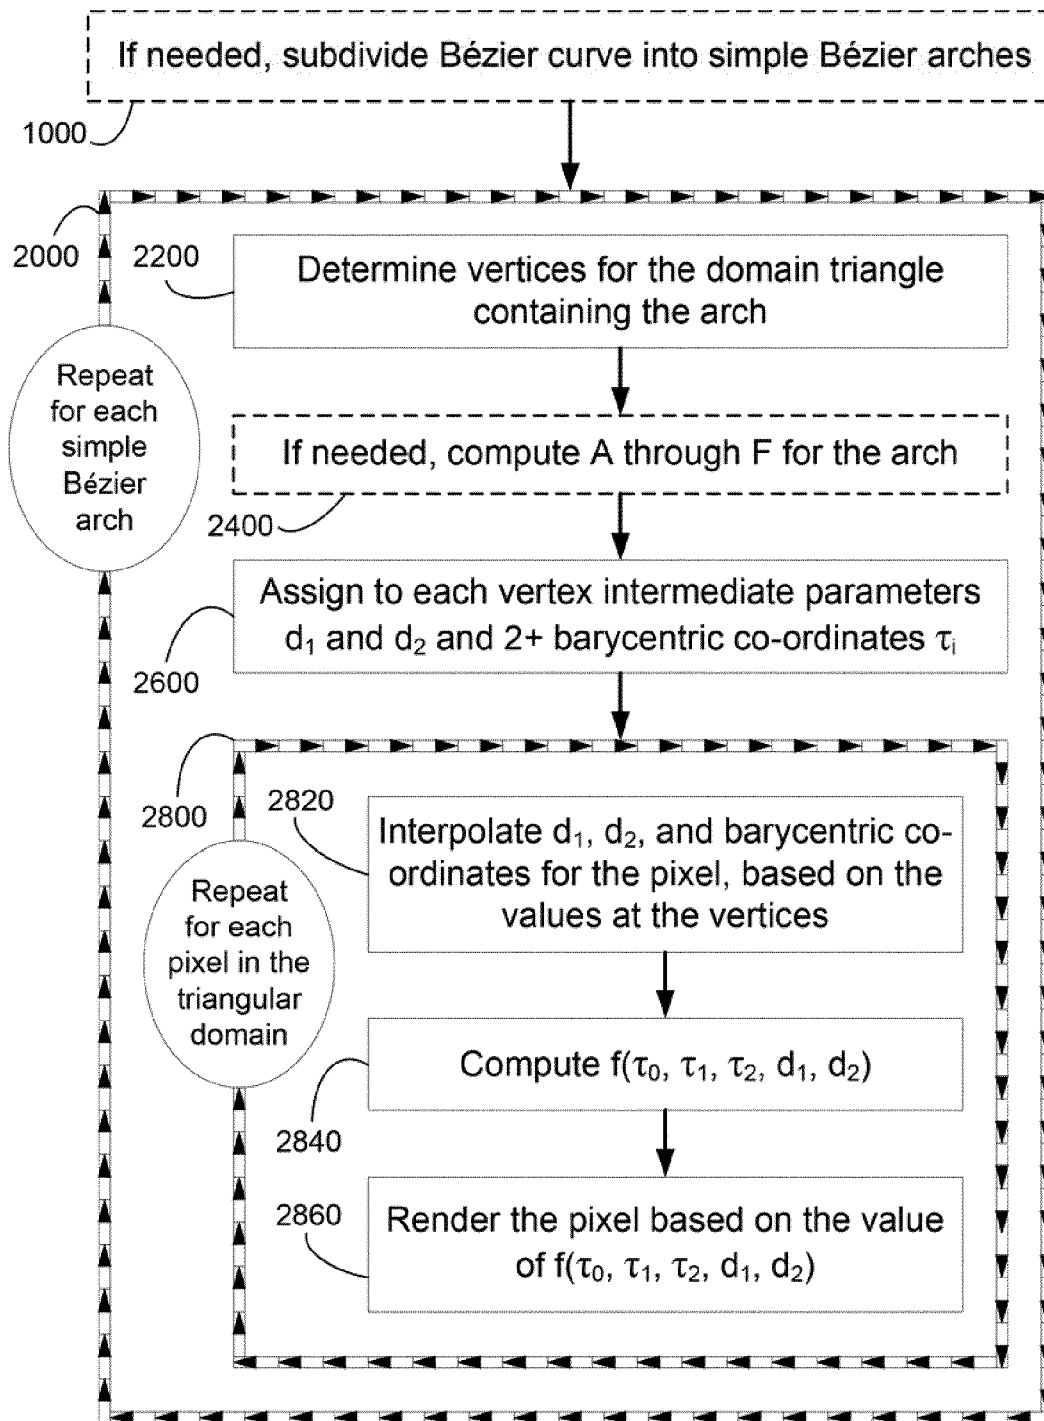 If needed, subdivide Bézier curve into simple Bézier arches
1000
2000
2200
Determine vertices for the domain triangle
containing the arch
Repeat
for each
simple
Bézier
arch
If needed, compute A through F for the arch
2400
Assign to each vertex intermediate parameters
d₁ and d₂ and 2+ barycentric co-ordinates τᵢ
2600
2800
2820
Interpolate d₁, d₂, and barycentric co-
ordinates for the pixel, based on the
values at the vertices
Repeat
for each
pixel in the
triangular
domain
Compute f(τ₀, τ₁, τ₂, d₁, d₂)
2840
2860
Render the pixel based on the value
of f(τ₀, τ₁, τ₂, d₁, d₂)